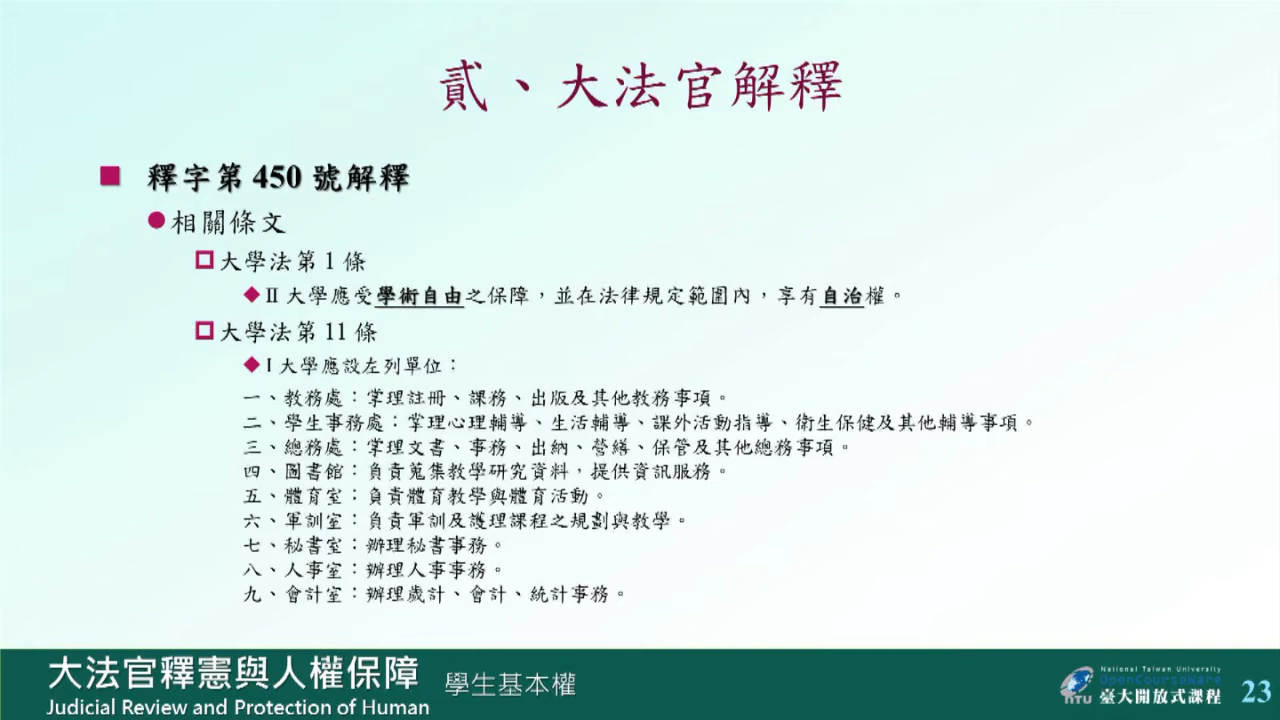 貳、大法官解釋
釋字第 450 號解釋
相關條文
大學法第 1 條
II 大學應受學術自由之保障，並在法律規定範圍內，享有自治權。
大學法第 11 條
I 大學應設左列單位：
一、教務處：掌理註冊、課務、出版及其他教務事項。
二、學生事務處：掌理心理輔導、生活輔導、課外活動指導、衛生保健及其他輔導事項。
三、總務處：掌理文書、事務、出納、營繕、保管及其他總務事項。
四、圖書館：負責蒐集教學研究資料，提供資訊服務。
五、體育室：負責體育教學與體育活動。
六、軍訓室：負責軍訓及護理課程之規劃與教學。
七、秘書室：辦理秘書事務。
八、人事室：辦理人事事務。
九、會計室：辦理歲計、會計、統計事務。
大法官釋憲與人權保障 學生基本權
Judicial Review and Protection of Human
National Taiwan University
OpenCourseWare
NTU 臺大開放式課程
23